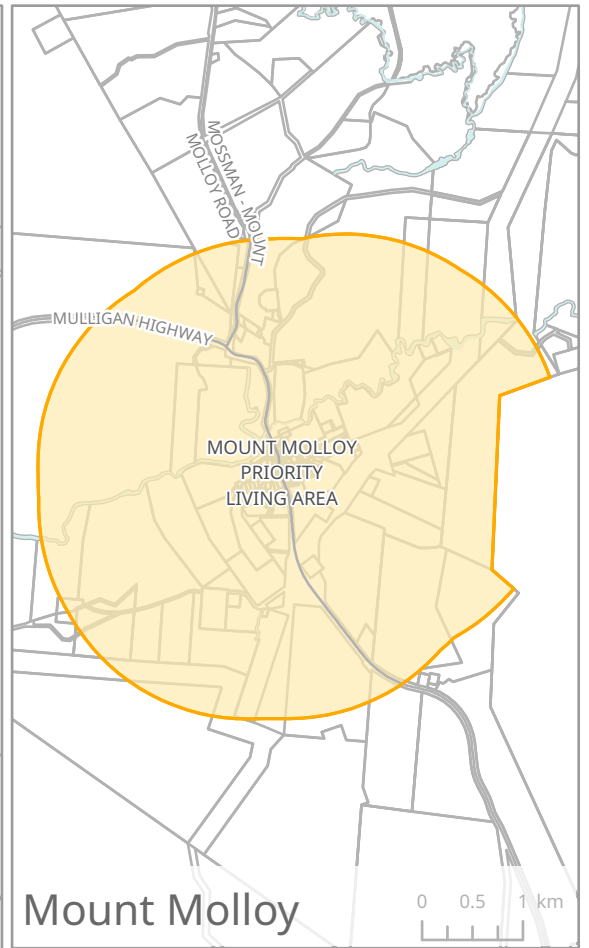 MOSSMAN - MOUNT
MOLLOY ROAD
MULLIGAN HIGHWAY
MOUNT MOLLOY
PRIORITY
LIVING AREA
Mount Molloy
0 0.5 1 km